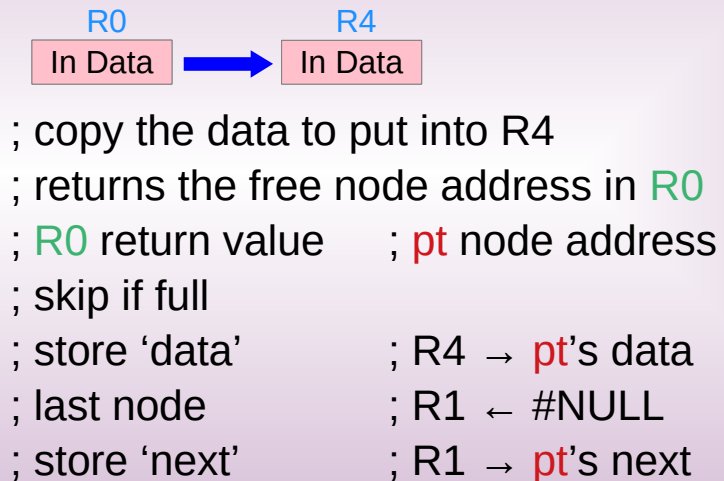 R0 R4
In Data In Data
; copy the data to put into R4
; returns the free node address in R0
; R0 return value ; pt node address
; skip if full
; store ‘data’ ; R4 → pt’s data
; last node ; R1 ← #NULL
; store ‘next’ ; R1 → pt’s next